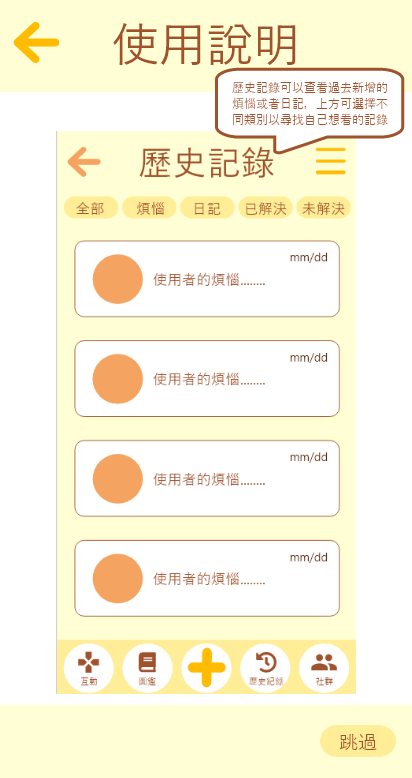 使用說明
歷史記錄可以查看過去新增的
煩惱或者日記，上方可選擇不
同類別以尋找自己想看的記錄
歷史記錄
全部 煩惱 日記 已解決 未解決
mm/dd
使用者的煩惱........
mm/dd
使用者的煩惱........
mm/dd
使用者的煩惱........
mm/dd
使用者的煩惱........
互動 圖鑑 歷史紀錄 社群
跳過